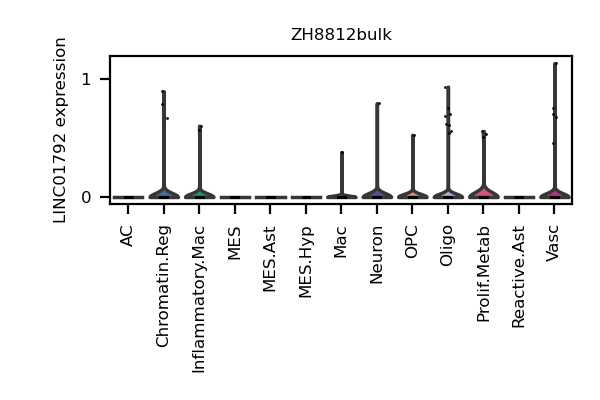 ZH8812bulk
LINC01792 expression
1
0
AC
Chromatin.Reg
Inflammatory.Mac
MES
MES.Ast
MES.Hyp
Mac
Neuron
OPC
Oligo
Prolif.Metab
Reactive.Ast
Vasc